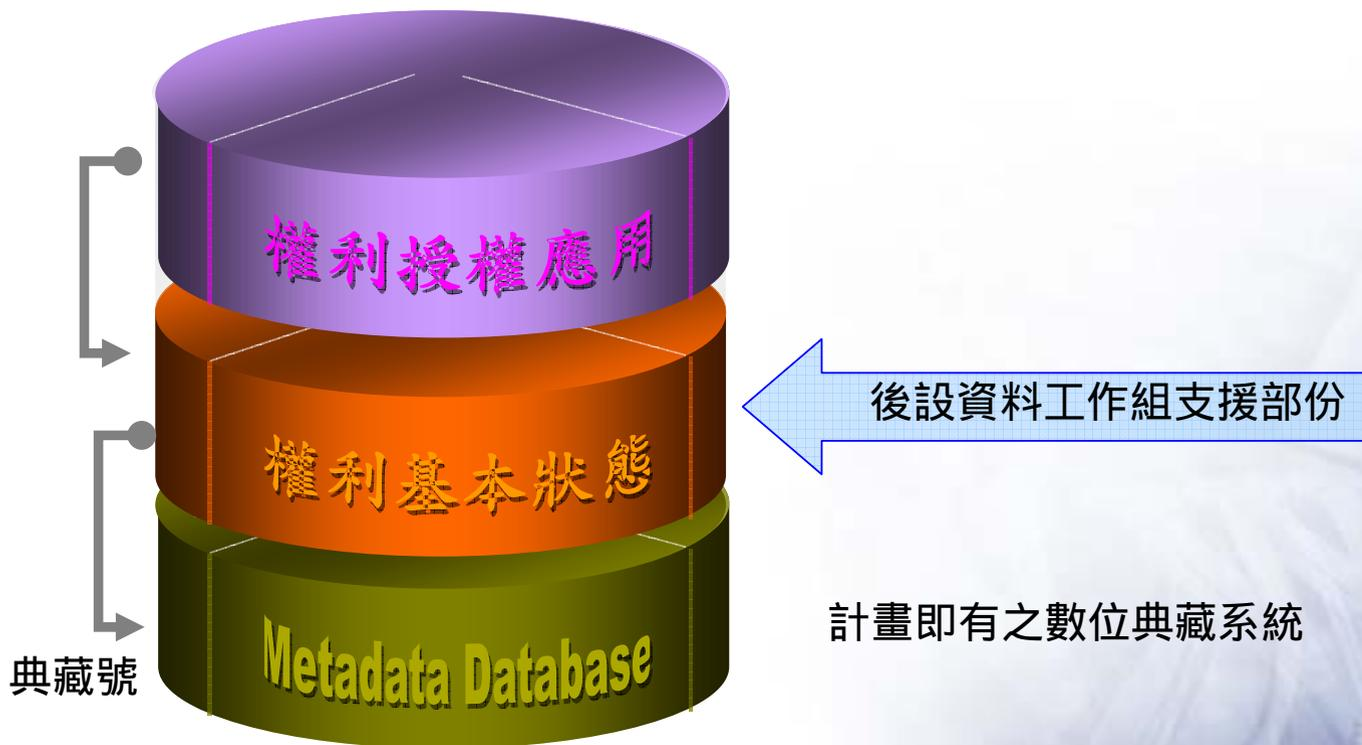 權利授權應用
後設資料工作組支援部份
權利基本狀態
計畫即有之數位典藏系統
Metadata Database
典藏號